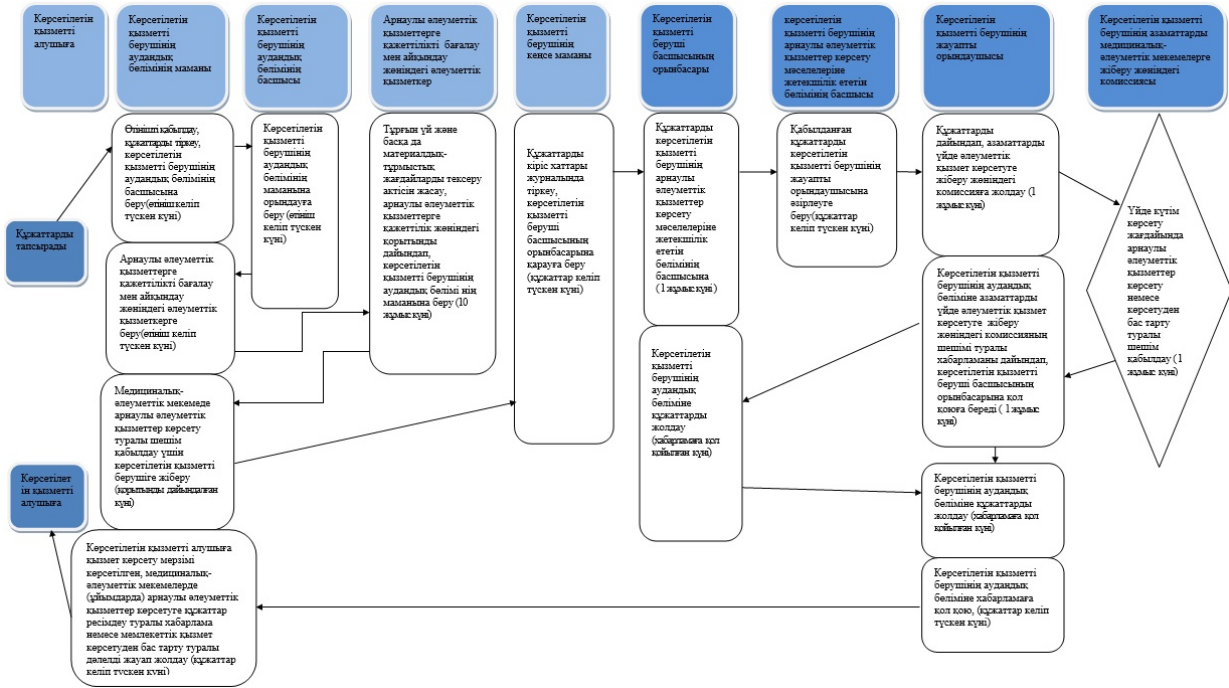 Көрсетілетін
қызметті
алушыға
Көрсетілетін
қызметті
берушінің
аудандық
бөлімінің маманы
Көрсетілетін
қызметті
берушінің
аудандық
бөлімінің
басшысы
Арнаулы әлеуметтік
қызметтерге
қажеттілікті бағалау
мен айқындау
жөніндегі әлеуметтік
қызметкер
Көрсетілетін
қызметті
берушінің
кеңсе маманы
Көрсетілетін
қызметті
беруші
басшысының
орынбасары
көрсетілетін
қызметті берушінің
арнаулы әлеуметтік
қызметтер көрсету
мәселелеріне
жетекшілік ететін
бөлімінің басшысы
Көрсетілетін
қызметті берушінің
жауапты
орындаушысы
Көрсетілетін қызметті
берушінің азаматтарды
медициналық-
әлеуметтік мекемелерге
жіберу жөніндегі
комиссиясы
Құжаттарды
тапсырады
Өтінішті қабылдау,
құжаттарды тіркеу,
көрсетілетін
қызметті берушінің
аудандық бөлімінің
басшысына
беру(өтініш келіп
түскен күні)
Көрсетілетін
қызметті
берушінің
аудандық
бөлімінің
маманына
орындауға
беру (өтініш
келіп
түскен күні)
Тұрғын үй және
басқа да
материалдық-
тұрмыстық
жағдайларды тексеру
актісін жасау,
арнаулы әлеуметтік
қызметтерге
қажеттілік жөніндегі
қорытынды
дайындап,
көрсетілетін
қызметті берушінің
аудандық бөлімі нің
маманына беру (10
жұмыс күні)
Құжаттарды
кіріс хаттары
журналында
тіркеу,
көрсетілетін
қызметті
беруші
басшысының
орынбасарына
қарауға беру
(құжаттар келіп
түскен күні)
Құжаттарды
көрсетілетін
қызметті
берушінің
арнаулы
әлеуметтік
қызметтер
көрсету
мәселелеріне
жетекшілік
ететін
бөлімінің
басшысына
(1 жұмыс күні)
Қабылданған
құжаттарды
көрсетілетін
қызметті берушінің
жауапты
орындаушысына
әзірлеуге
беру(құжаттар
келіп түскен күні)
Құжаттарды
дайындап, азаматтарды
үйде әлеуметтік
қызмет көрсетуге
жіберу жөніндегі
комиссияға жолдау (1
жұмыс күні)
Үйде күтім
көрсету
жағдайында
арнаулы
әлеуметтік
қызметтер
көрсету
немесе
көрсетуден
бас тарту
туралы
шешім
қабылдау (1
жұмыс күні)
Арнаулы әлеуметтік
қызметтерге
қажеттілікті бағалау
мен айқындау
жөніндегі әлеуметтік
қызметкерге
беру(өтініш келіп
түскен күні)
Көрсетілетін қызметті
берушінің аудандық
бөліміне азаматтарды
үйде әлеуметтік қызмет
көрсетуге жіберу
жөніндегі комиссияның
шешімі туралы
хабарламаны дайындап,
көрсетілетін қызметті
беруші басшысының
орынбасарына қол
қоюға береді ( 1 жұмыс
күні)
Көрсетілетін
қызметті
берушінің
аудандық
бөліміне
құжаттарды
жолдау
(хабарламаға қол
қойылған күні)
Медициналық-
әлеуметтік мекемеде
арнаулы әлеуметтік
қызметтер көрсету
туралы шешім
қабылдау үшін
көрсетілетін қызметті
берушіге жіберу
(қорытынды дайындалған
күні)
Көрсетілет
ін қызметті
алушыға
Көрсетілетін қызметті
берушінің аудандық
бөліміне құжаттарды
жолдау (хабарламаға қол
қойылған күні)
Көрсетілетін қызметті алушыға
қызмет көрсету мерзімі
көрсетілген, медициналық-
әлеуметтік мекемелерде
(ұйымдарда) арнаулы әлеуметтік
қызметтер көрсетуге құжаттар
ресімдеу туралы хабарлама
немесе мемлекеттік қызмет
көрсетуден бас тарту туралы
дәлелді жауап жолдау (құжаттар
келіп түскен күні)
Көрсетілетін қызметті
берушінің аудандық
бөліміне хабарламаға
қол қою, (құжаттар келіп
түскен күні)